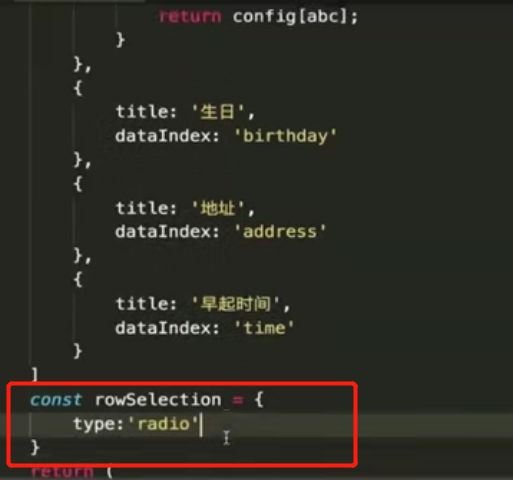 return config[abc];
}
},
{
title: '生日',
dataIndex: 'birthday'
},
{
title: '地址',
dataIndex: 'address'
},
{
title: '早起时间',
dataIndex: 'time'
}
]
const rowSelection = {
type:'radio'
}
return (